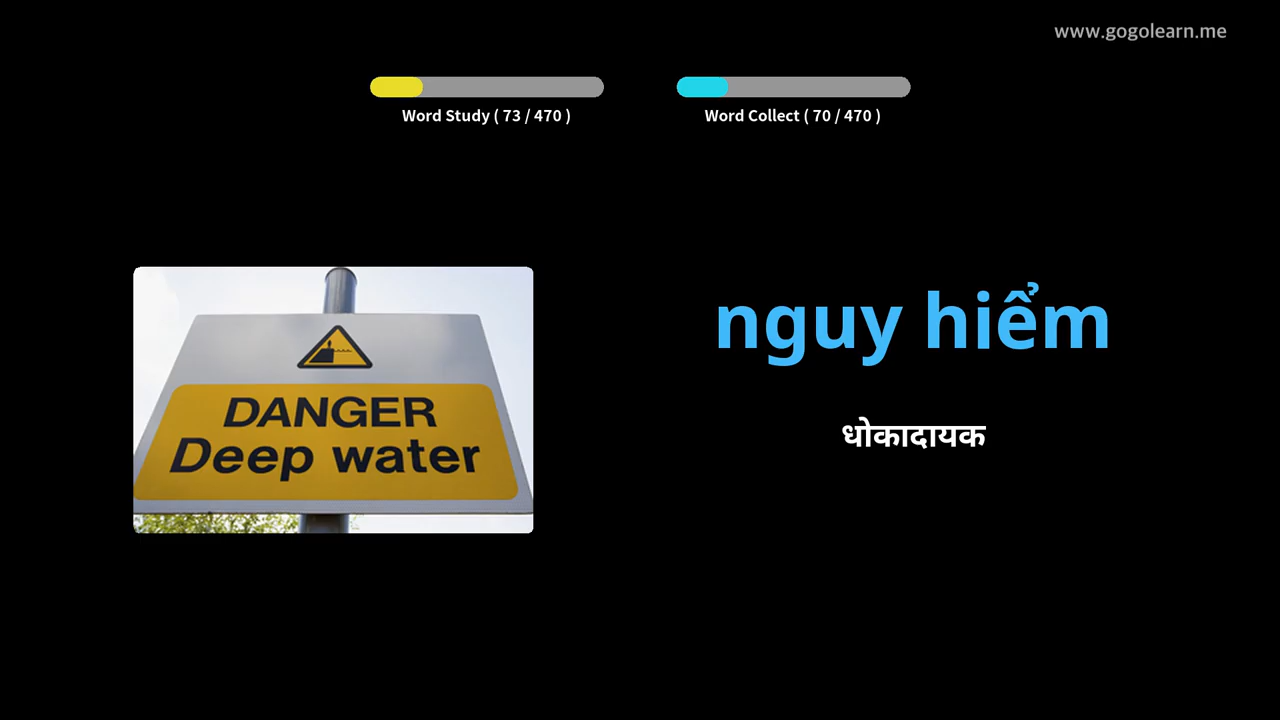 www.gogolearn.me
Word Study ( 73 / 470 )
Word Collect ( 70 / 470 )
DANGER
Deep water
nguy hiểm
धोकादायक